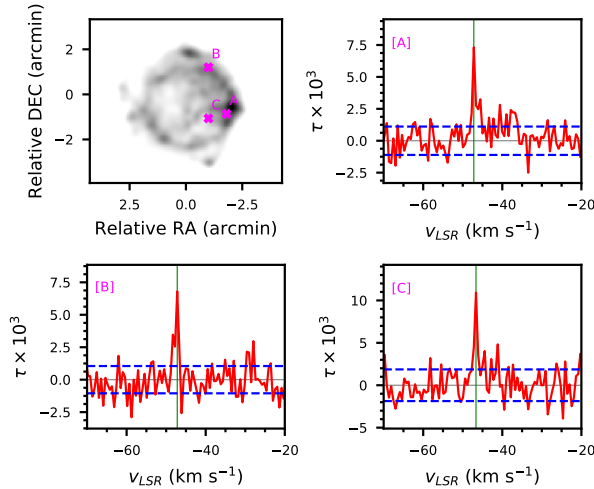 Relative DEC (arcmin)
2
0
−2
B
C
A
2.5
0.0
−2.5
Relative RA (arcmin)
[A]
τ × 10³
7.5
5.0
2.5
0.0
−2.5
−60
−40
−20
v_LSR (km s⁻¹)
[B]
τ × 10³
7.5
5.0
2.5
0.0
−2.5
−60
−40
−20
v_LSR (km s⁻¹)
[C]
τ × 10³
10
5
0
−5
−60
−40
−20
v_LSR (km s⁻¹)